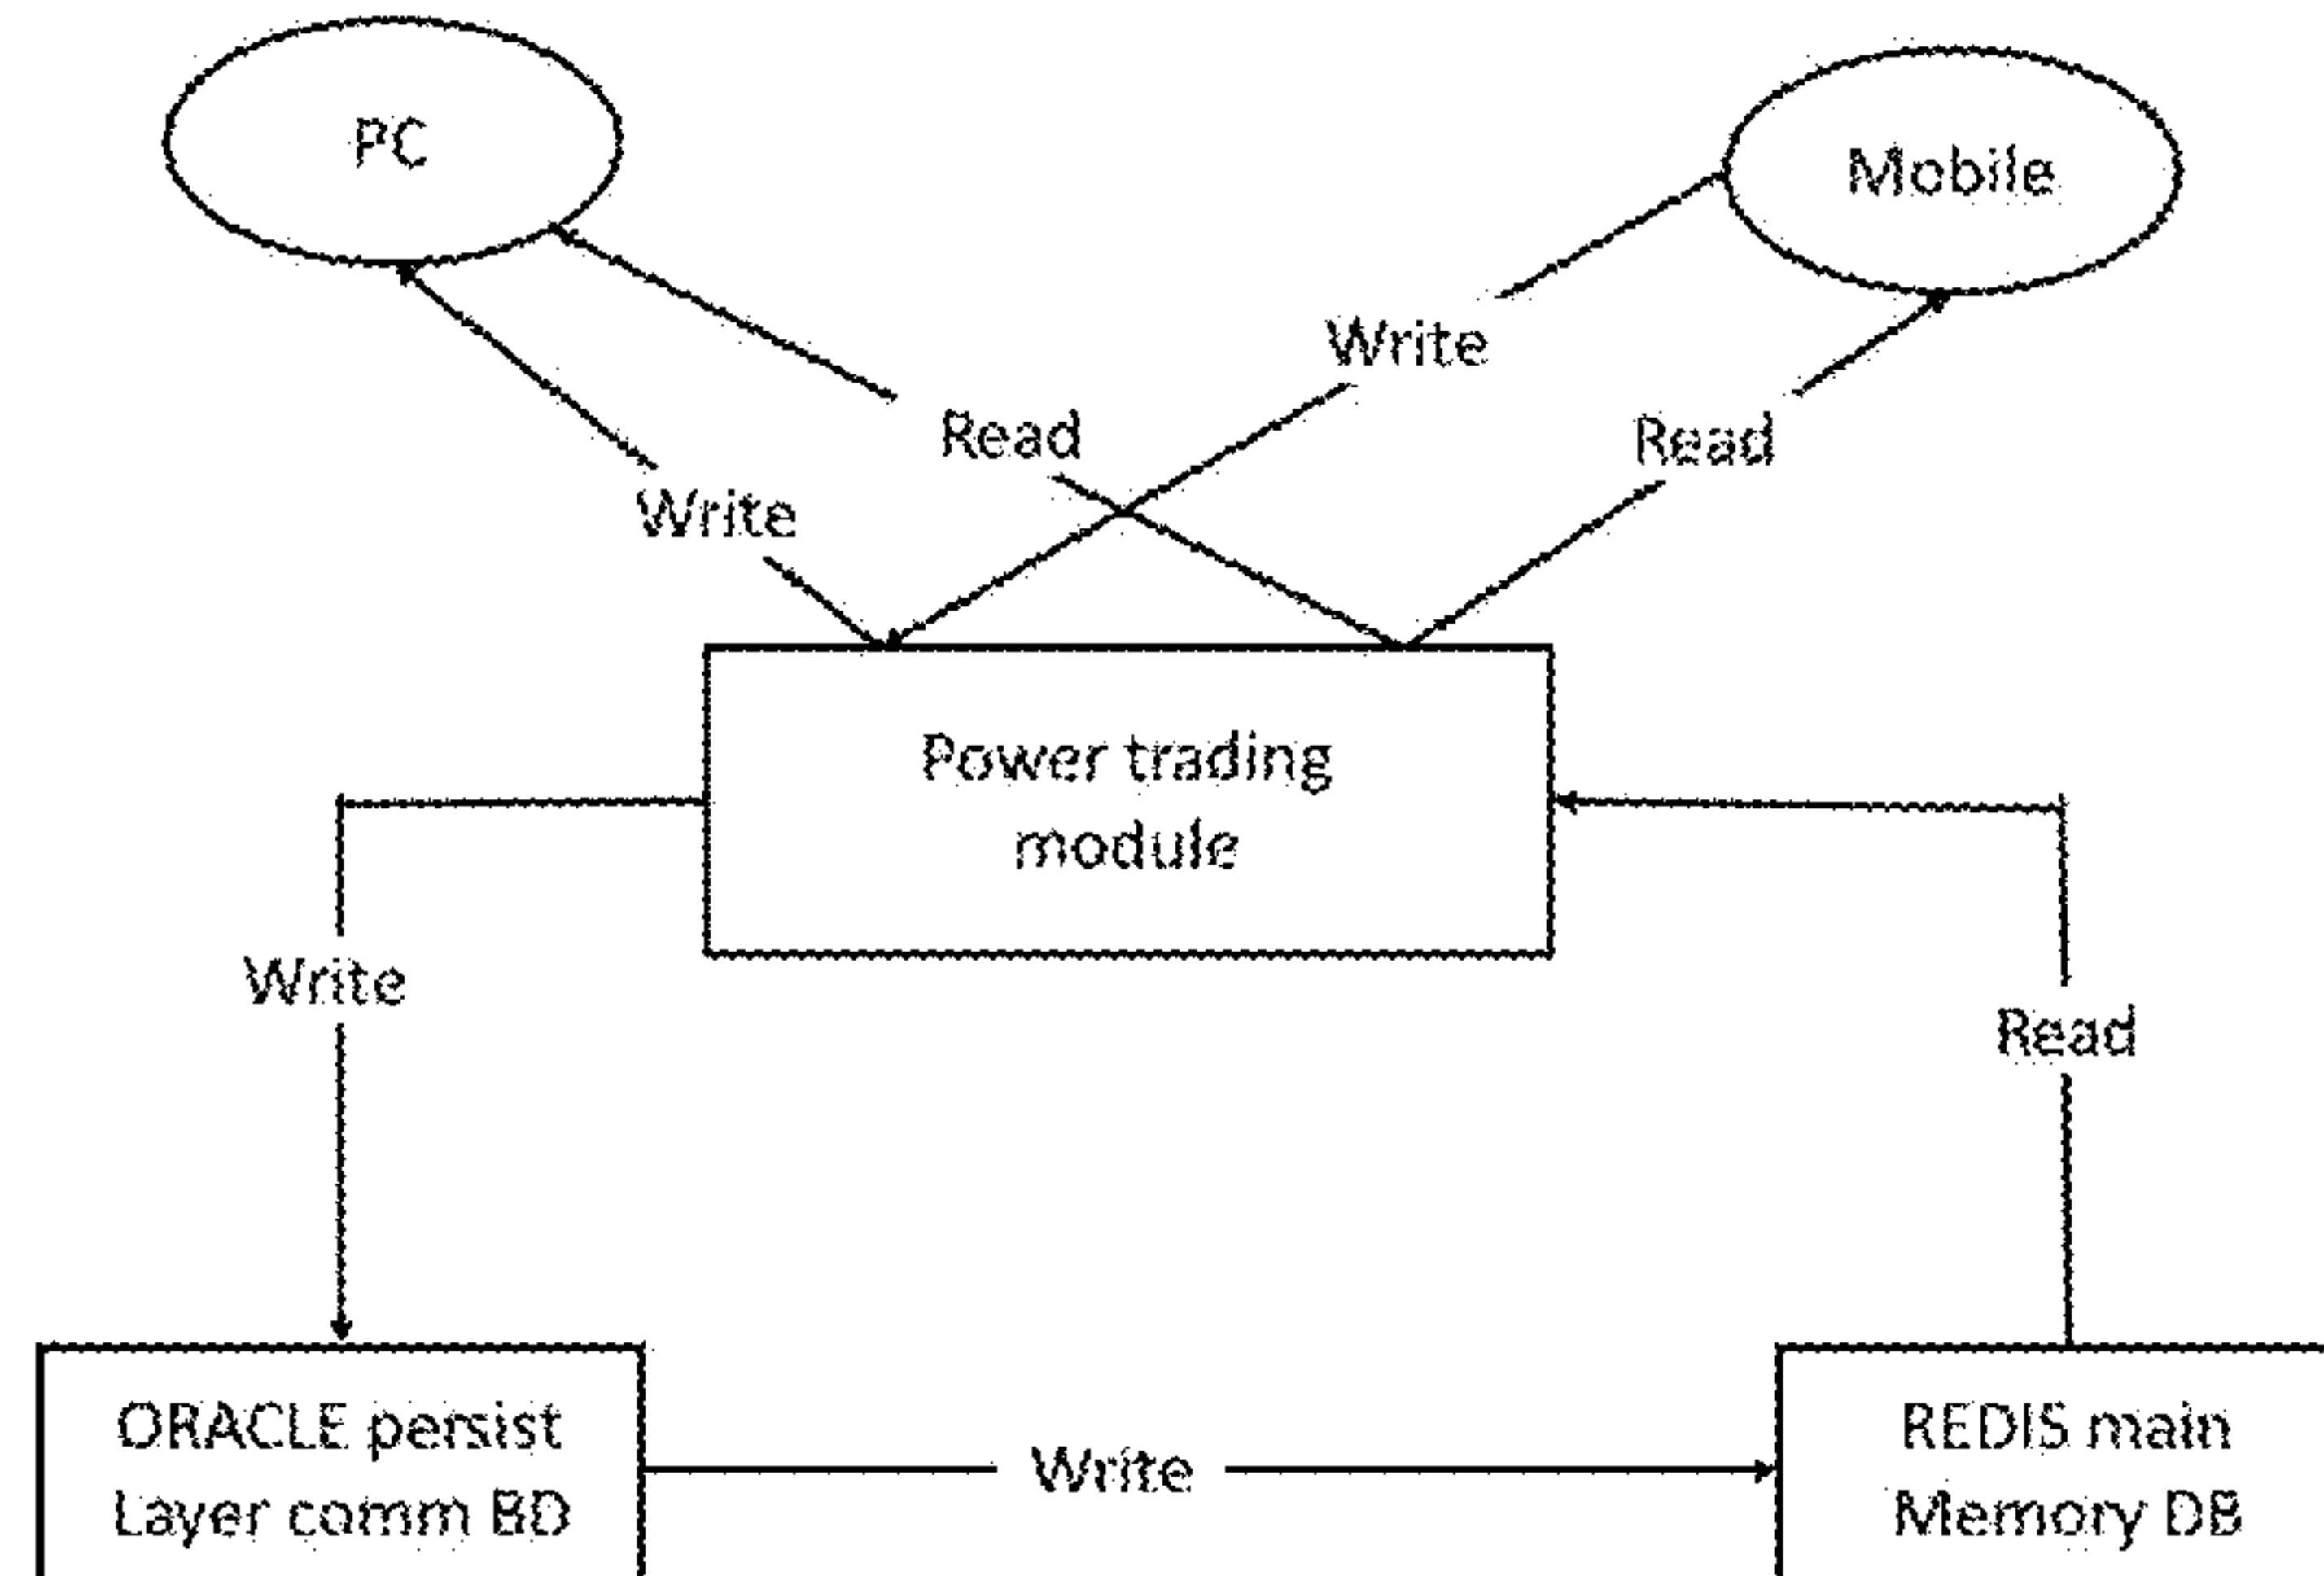 PC
Mobile
Write
Read
Read
Write
Power trading
module
Write
Read
ORACLE persist
Layer comm BD
Write
REDIS main
Memory DB